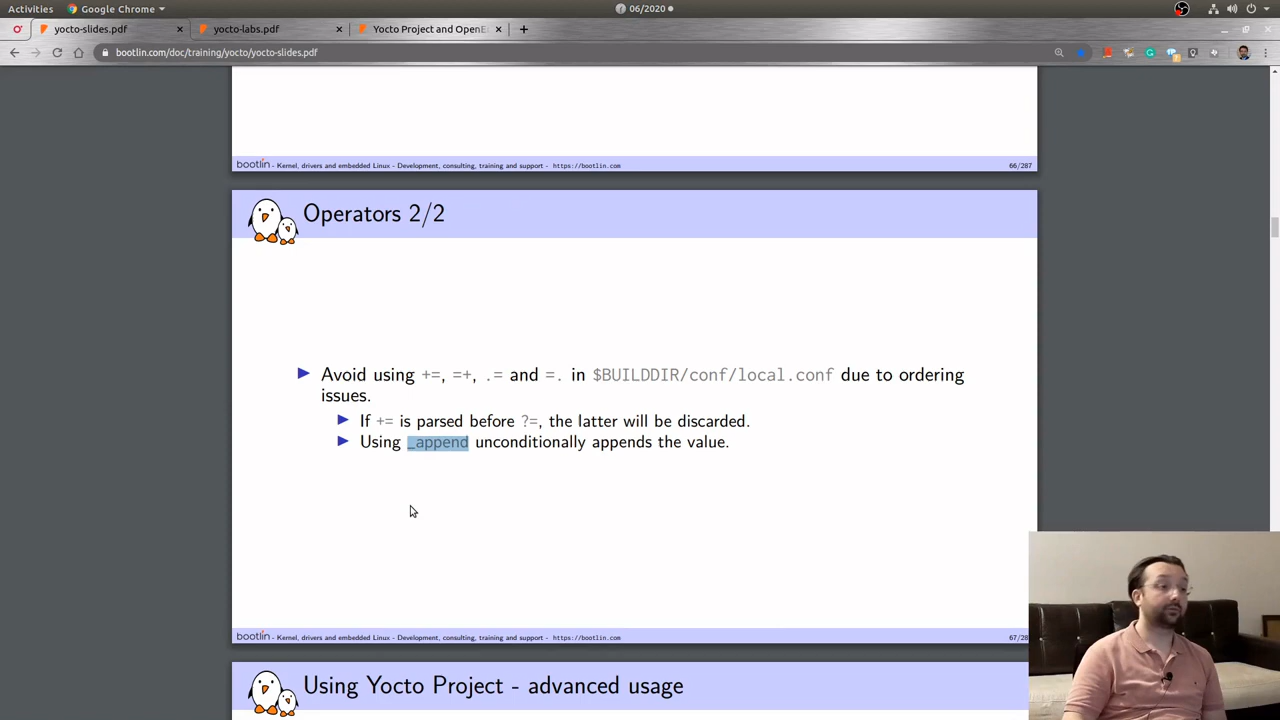 Activities
Google Chrome
06/2020
yocto-slides.pdf
yocto-labs.pdf
Yocto Project and OpenE
bootlin.com/doc/training/yocto/yocto-slides.pdf
bootlin - Kernel, drivers and embedded Linux - Development, consulting, training and support - https://bootlin.com
66/287
Operators 2/2
Avoid using +=, =+, .= and =. in $BUILDDIR/conf/local.conf due to ordering
issues.
If += is parsed before ?=, the latter will be discarded.
Using _append unconditionally appends the value.
bootlin - Kernel, drivers and embedded Linux - Development, consulting, training and support - https://bootlin.com
67/28
Using Yocto Project - advanced usage